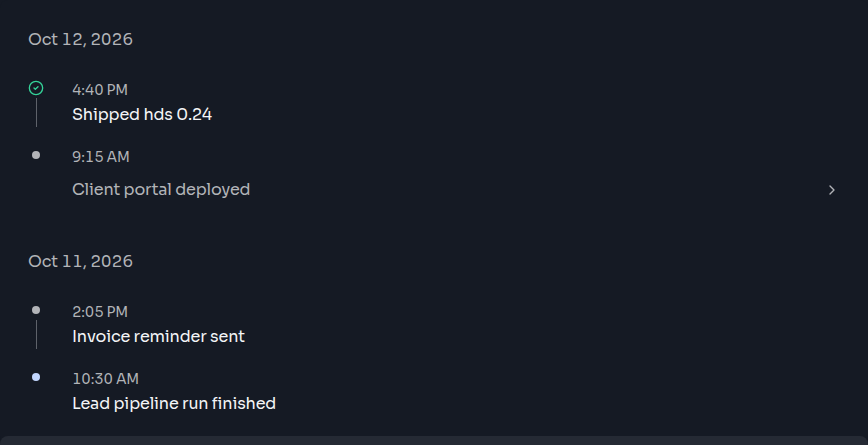 Oct 12, 2026
4:40 PM
Shipped hds 0.24
9:15 AM
Client portal deployed
Oct 11, 2026
2:05 PM
Invoice reminder sent
10:30 AM
Lead pipeline run finished